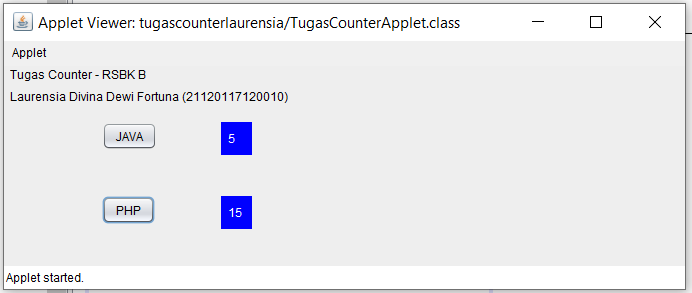 Applet Viewer: tugascounterlaurensia/TugasCounterApplet.class
Applet
Tugas Counter - RSBK B
Laurensia Divina Dewi Fortuna (21120117120010)
JAVA 5
PHP 15
Applet started.